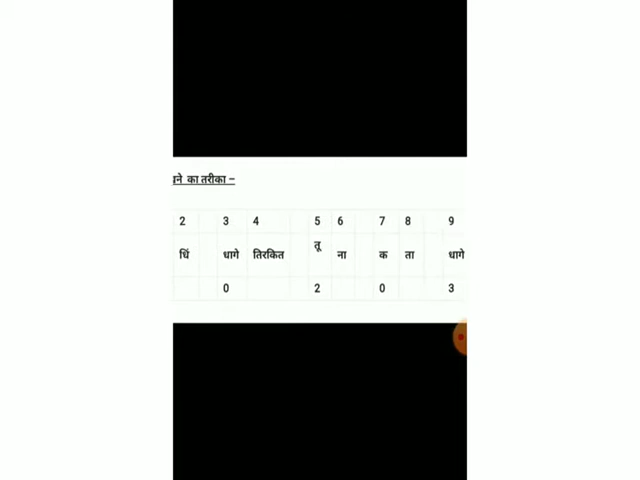 का तरीका –
2 3 4 5 6 7 8 9
धिं धागे तिरकित तू ना क ता धागे
0 2 0 3